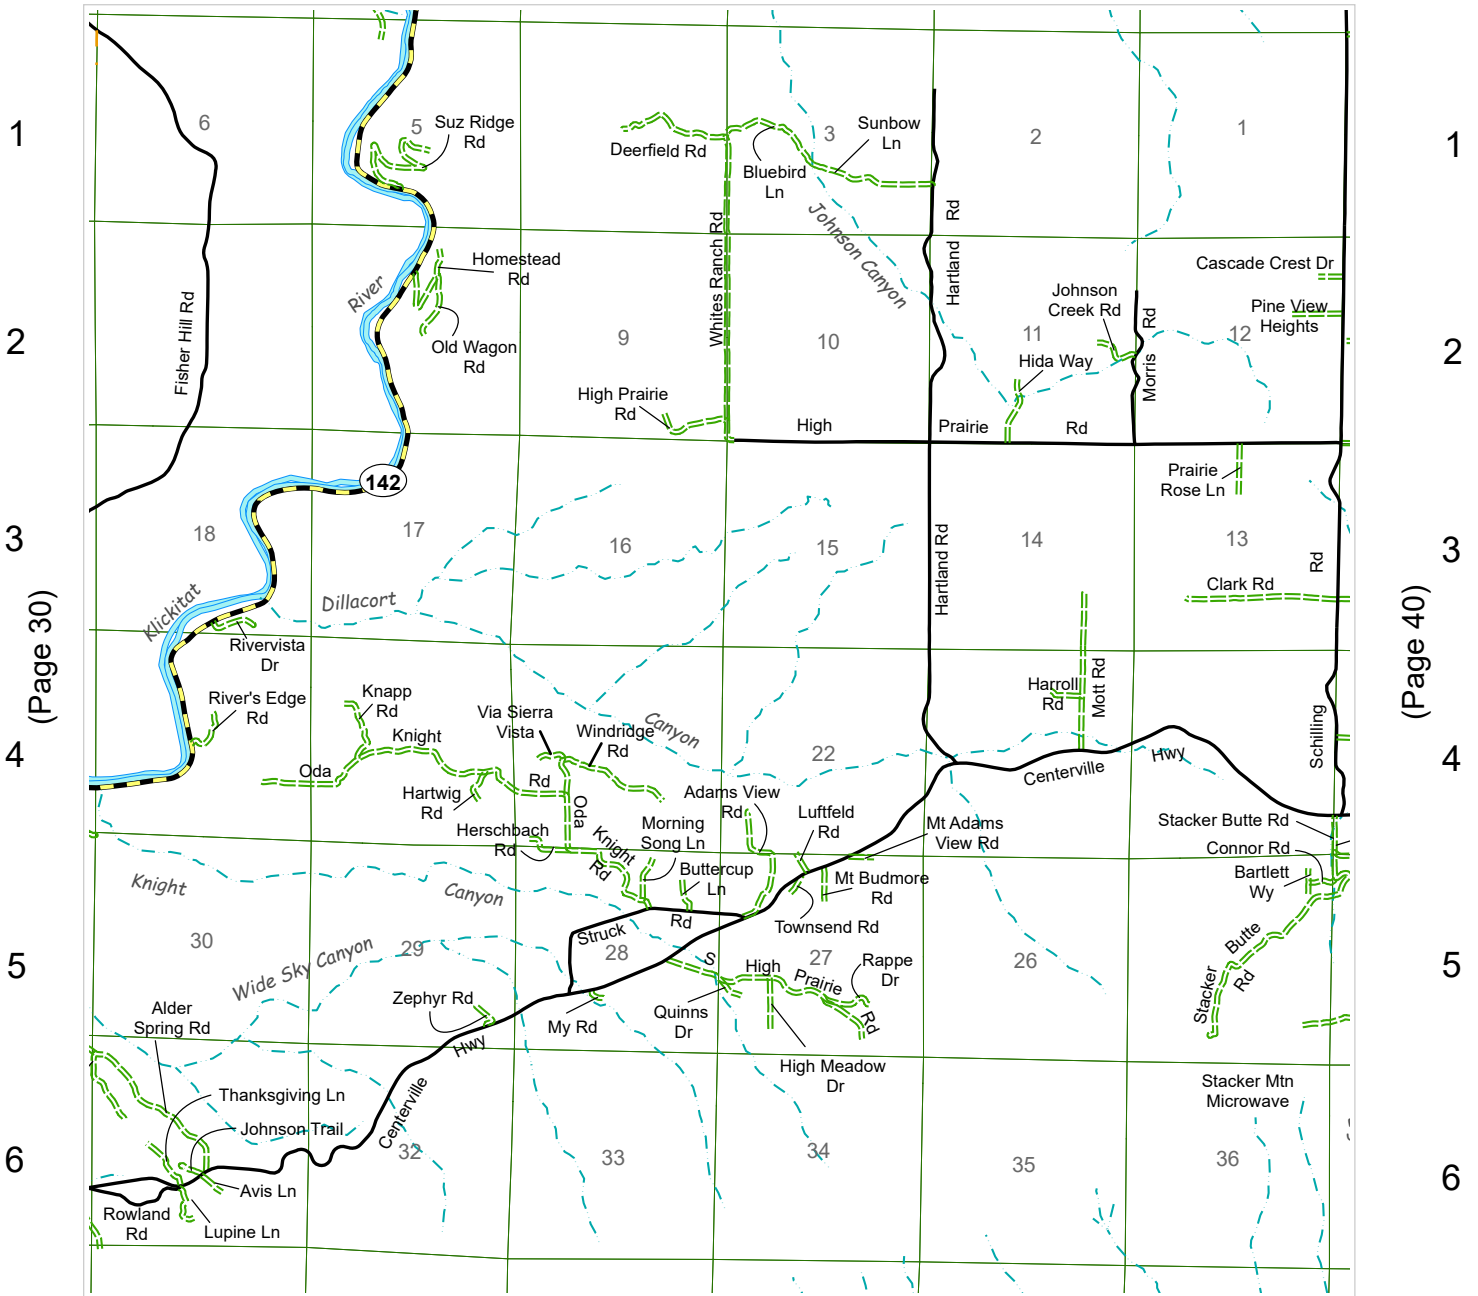 1
6
5
Suz Ridge
Rd
3
Sunbow
Ln
2
1
1
Deerfield Rd
Bluebird
Ln
Johnson Canyon
Rd
Hartland
Whites Ranch Rd
Fisher Hill Rd
River
Homestead
Rd
Old Wagon
Rd
Cascade Crest Dr
Pine View
Heights
Johnson
Creek Rd
Rd
Morris
2
9
10
11
12
2
Hida Way
High Prairie
Rd
High
Prairie
Rd
142
Prairie
Rose Ln
3
18
17
16
15
Hartland Rd
14
13
Rd
3
Clark Rd
Klickitat
Dillacort
(Page 30)
(Page 40)
Rivervista
Dr
River's Edge
Rd
Knapp
Rd
Knight
Via Sierra
Vista
Windridge
Rd
Canyon
Harroll
Rd
Mott Rd
Schilling
4
Oda
Rd
22
Centerville
Hwy
4
Hartwig
Rd
Oda
Adams View
Rd
Luftfeld
Rd
Mt Adams
View Rd
Stacker Butte Rd
Herschbach
Rd
Knight
Rd
Morning
Song Ln
Buttercup
Ln
Connor Rd
Bartlett
Wy
Mt Budmore
Rd
Knight
Canyon
Struck
Rd
Townsend Rd
5
30
Wide Sky Canyon
29
28
S
High
Prairie
Rd
27
Rappe
Dr
26
Stacker
Butte
Rd
5
Zephyr Rd
My Rd
Quinns
Dr
High Meadow
Dr
Alder
Spring Rd
Hwy
Centerville
Thanksgiving Ln
Johnson Trail
Stacker Mtn
Microwave
6
32
33
34
35
36
6
Avis Ln
Rowland
Rd
Lupine Ln